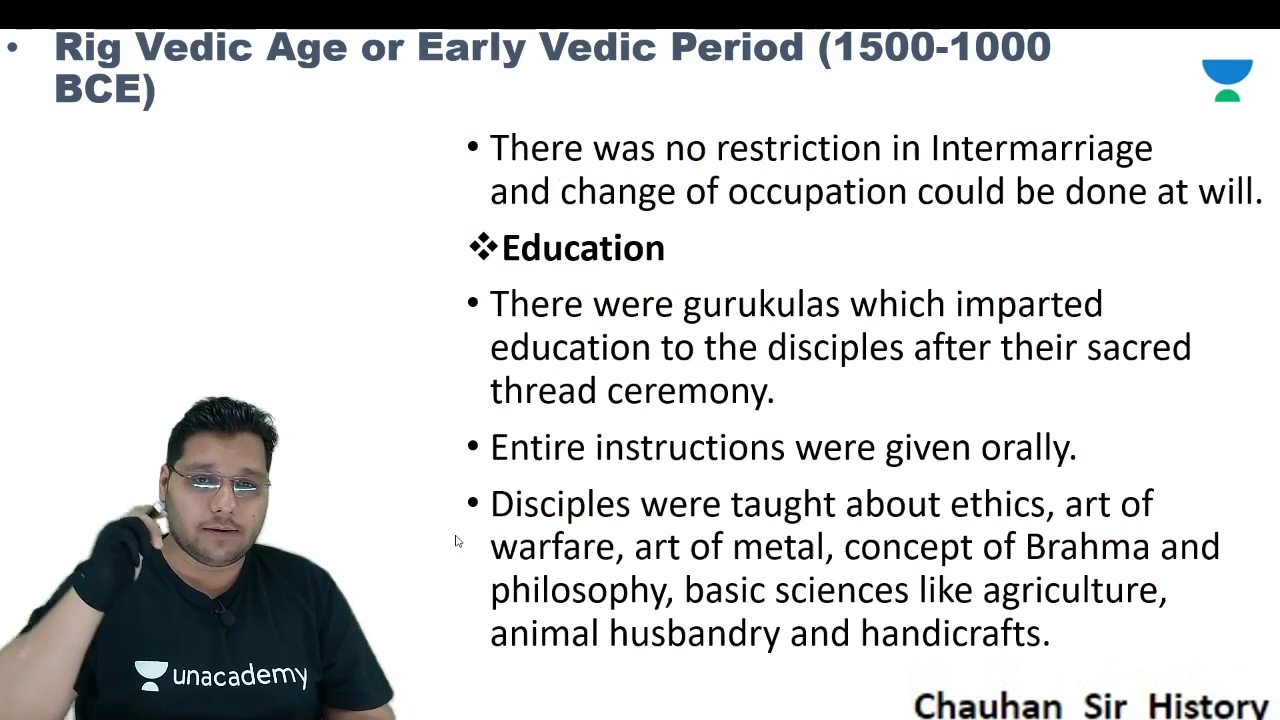 • Rig Vedic Age or Early Vedic Period (1500-1000
BCE)
• There was no restriction in Intermarriage
and change of occupation could be done at will.
❖Education
• There were gurukulas which imparted
education to the disciples after their sacred
thread ceremony.
• Entire instructions were given orally.
• Disciples were taught about ethics, art of
warfare, art of metal, concept of Brahma and
philosophy, basic sciences like agriculture,
animal husbandry and handicrafts.
unacademy
Chauhan Sir History